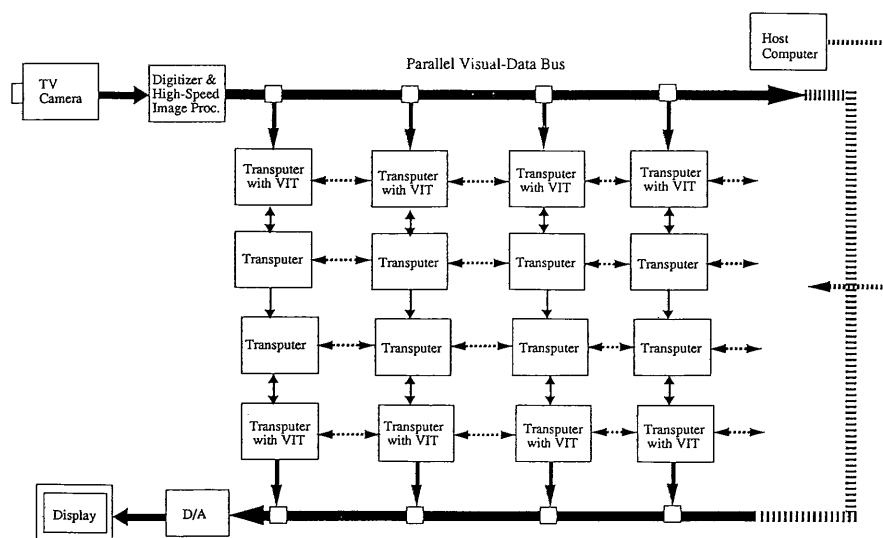 Host
Computer
Parallel Visual-Data Bus
TV
Camera
Digitizer &
High-Speed
Image Proc.
Transputer
with VIT
Transputer
with VIT
Transputer
with VIT
Transputer
with VIT
Transputer
Transputer
Transputer
Transputer
Transputer
Transputer
Transputer
Transputer
Transputer
with VIT
Transputer
with VIT
Transputer
with VIT
Transputer
with VIT
Display
D/A